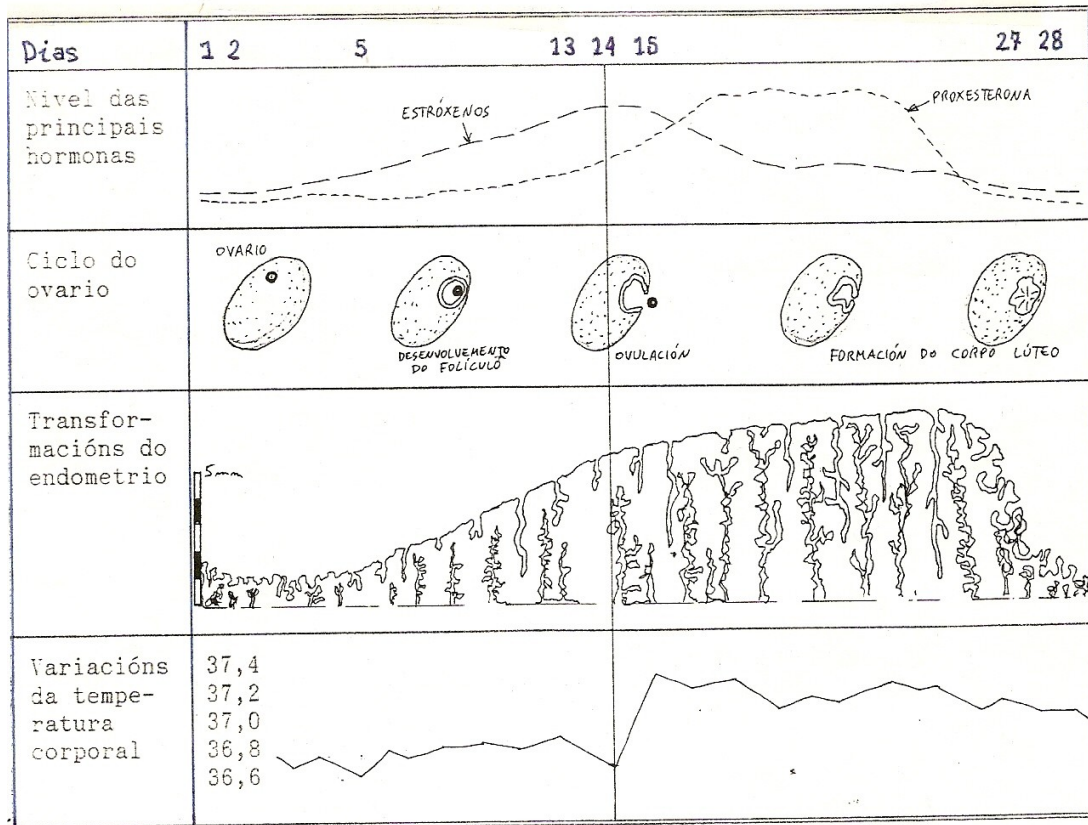 Días 1 2 5 13 14 15 27 28
Nivel das
principais
hormonas
ESTRÓXENOS
PROXESTERONA
Ciclo do
ovario
OVARIO
DESENVOLVEMENTO
DO FOLÍCULO
OVULACIÓN
FORMACIÓN DO CORPO LÚTEO
Transfor-
macións do
endometrio
5mm
Variacións
da tempe-
ratura
corporal
37,4
37,2
37,0
36,8
36,6